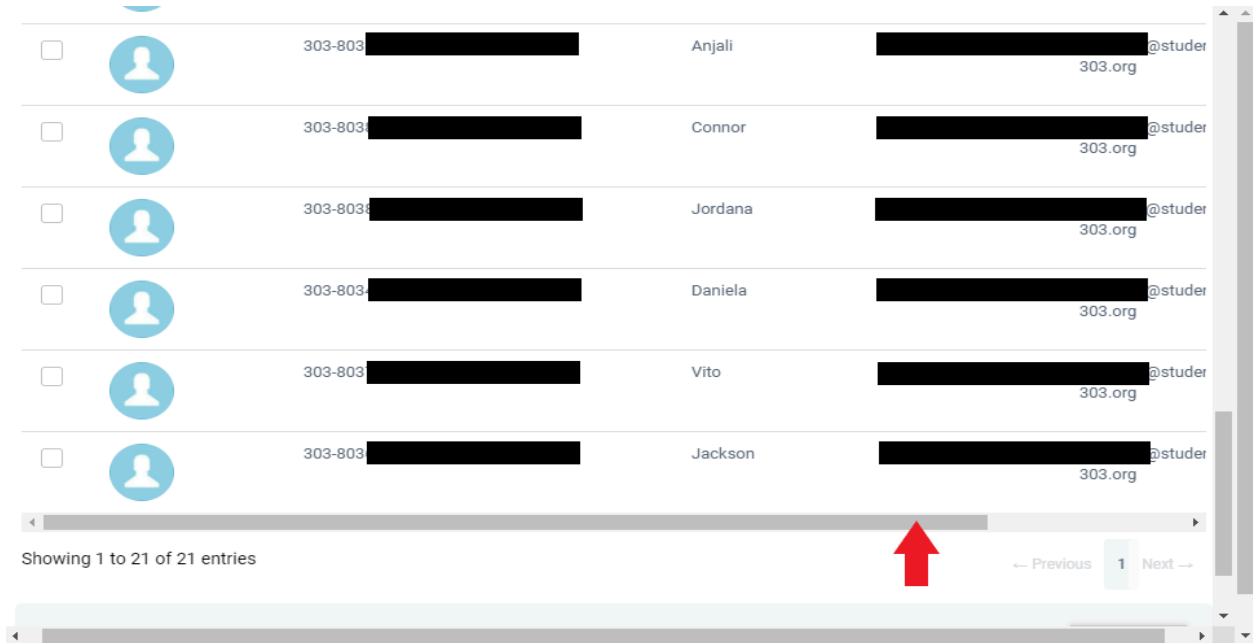 303-803 Anjali @studer
303.org
303-8038 Connor @studer
303.org
303-8038 Jordana @studer
303.org
303-8034 Daniela @studer
303.org
303-8037 Vito @studer
303.org
303-803 Jackson @studer
303.org
Showing 1 to 21 of 21 entries
← Previous 1 Next →